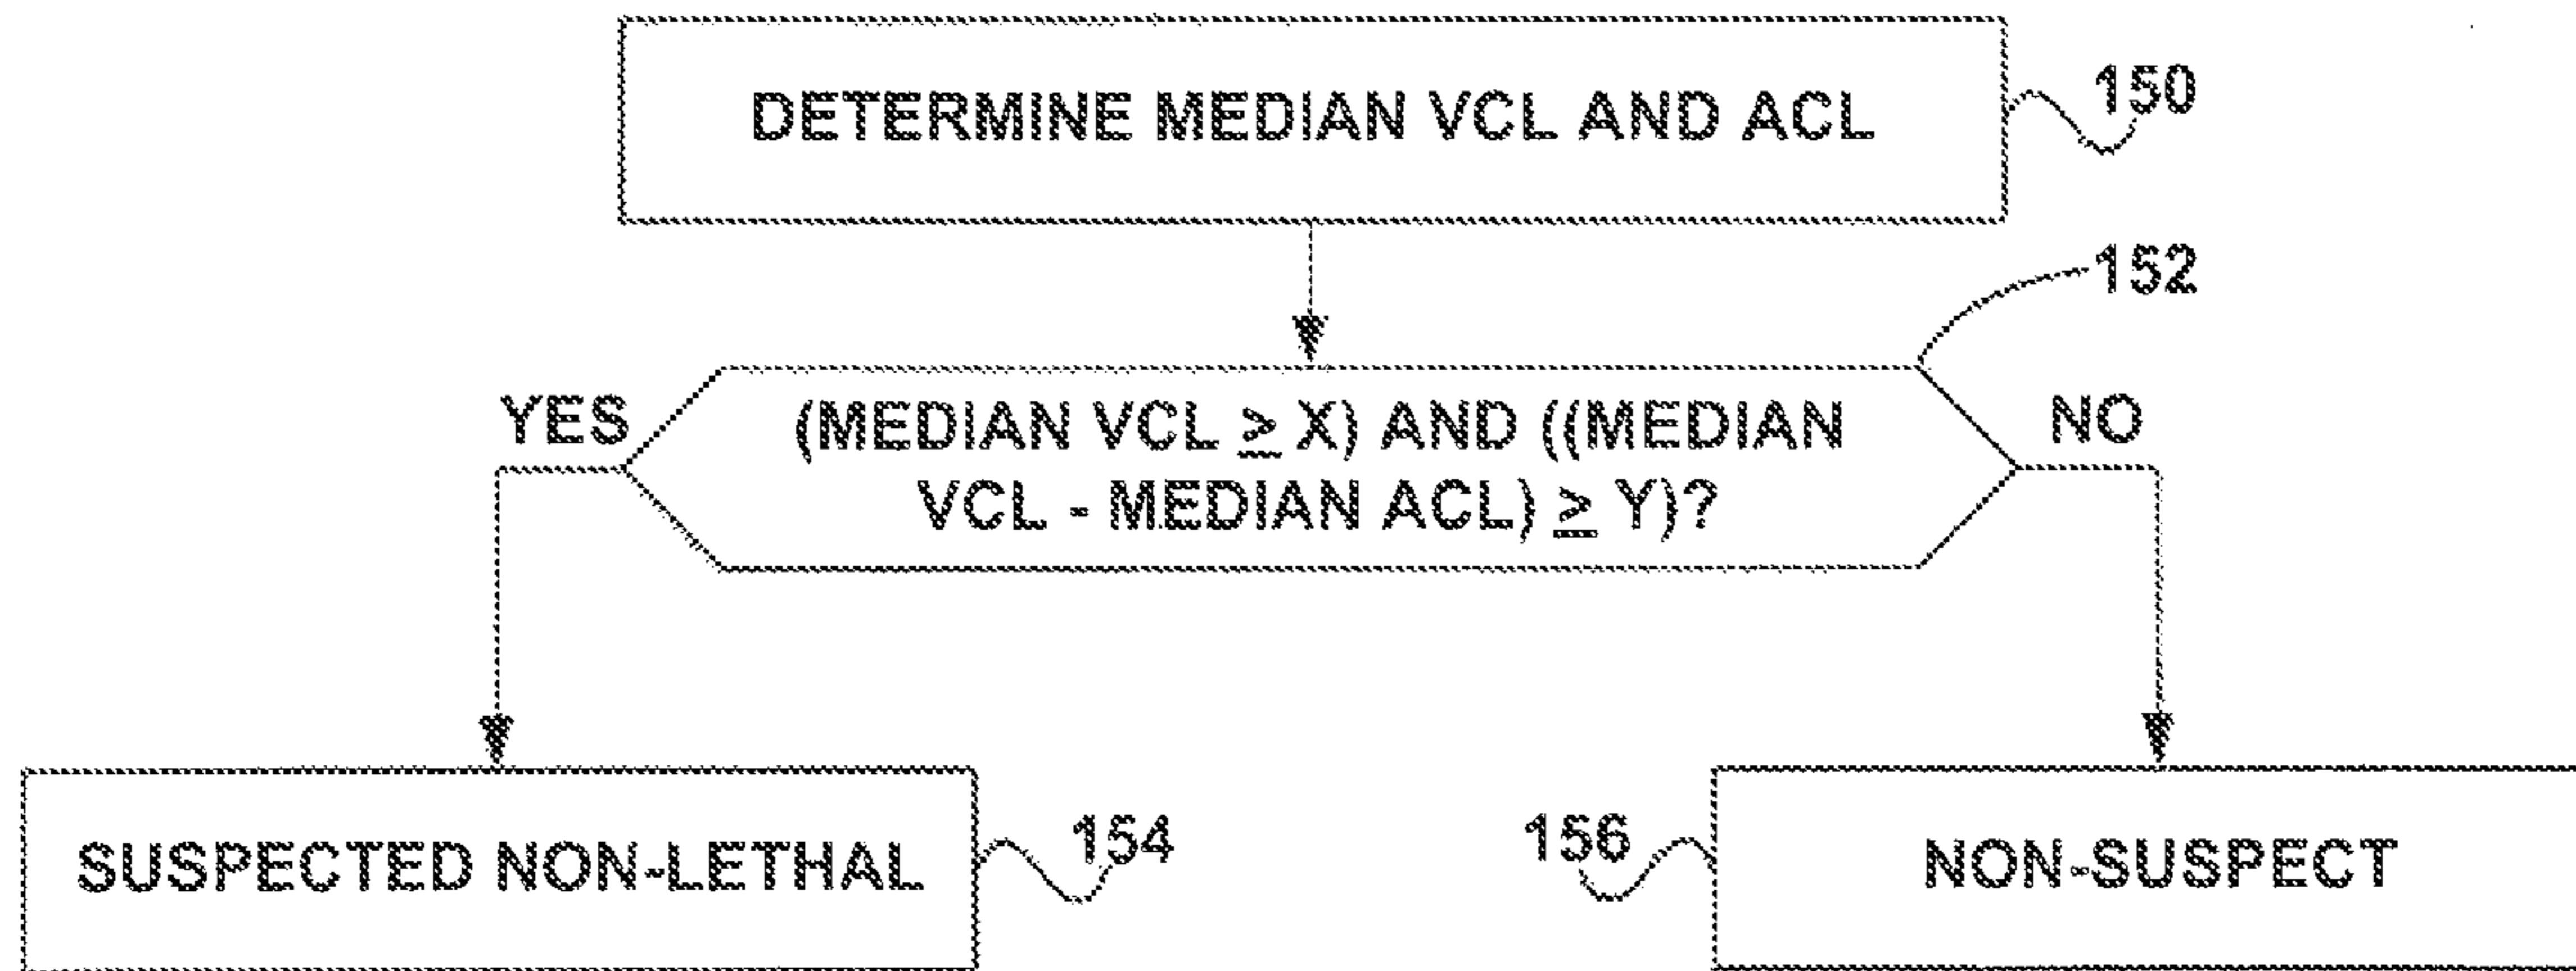 DETERMINE MEDIAN VCL AND ACL
150
152
YES
(MEDIAN VCL ≥ X) AND ((MEDIAN
VCL - MEDIAN ACL) ≥ Y)?
NO
SUSPECTED NON-LETHAL
154
156
NON-SUSPECT